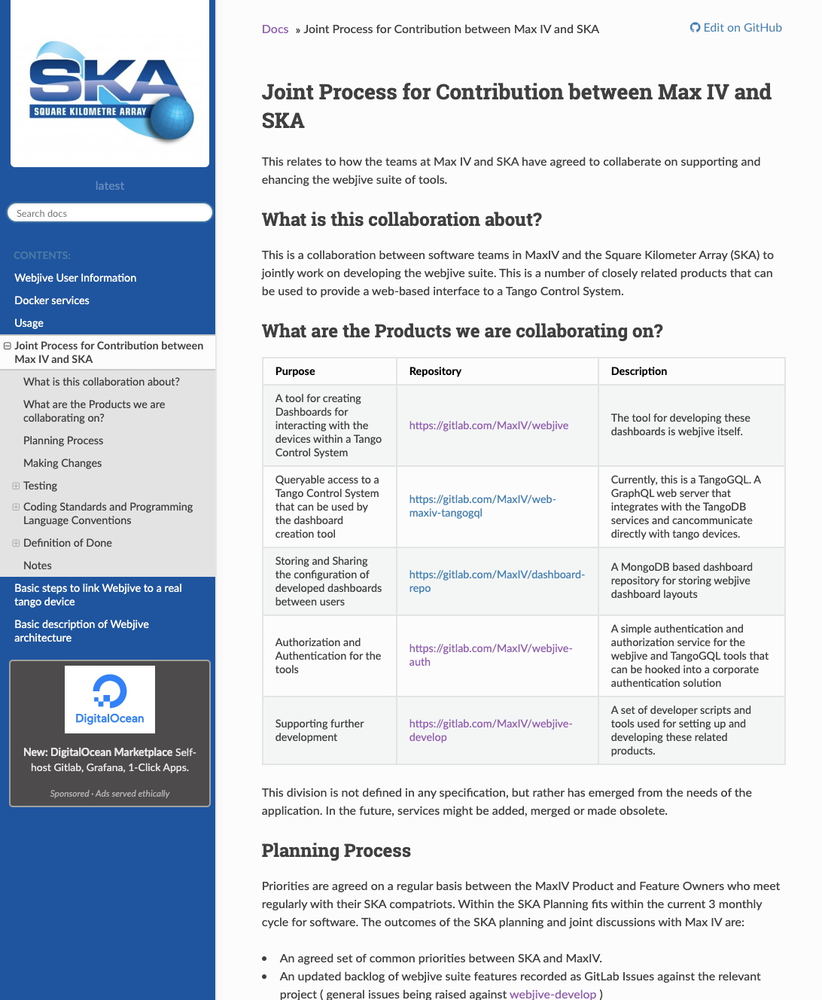 SKA
SQUARE KILOMETRE ARRAY
latest
Search docs
CONTENTS:
Webjive User Information
Docker services
Usage
Joint Process for Contribution between
Max IV and SKA
What is this collaboration about?
What are the Products we are
collaborating on?
Planning Process
Making Changes
Testing
Coding Standards and Programming
Language Conventions
Definition of Done
Notes
Basic steps to link Webjive to a real
tango device
Basic description of Webjive
architecture
DigitalOcean
New: DigitalOcean Marketplace Self-
host Gitlab, Grafana, 1-Click Apps.
Sponsored · Ads served ethically
Docs » Joint Process for Contribution between Max IV and SKA
Edit on GitHub
Joint Process for Contribution between Max IV and
SKA
This relates to how the teams at Max IV and SKA have agreed to collaberate on supporting and
ehancing the webjive suite of tools.
What is this collaboration about?
This is a collaboration between software teams in MaxIV and the Square Kilometer Array (SKA) to
jointly work on developing the webjive suite. This is a number of closely related products that can
be used to provide a web-based interface to a Tango Control System.
What are the Products we are collaborating on?
Purpose
Repository
Description
A tool for creating
Dashboards for
interacting with the
devices within a Tango
Control System
https://gitlab.com/MaxIV/webjive
The tool for developing these
dashboards is webjive itself.
Queryable access to a
Tango Control System
that can be used by
the dashboard
creation tool
https://gitlab.com/MaxIV/web-
maxiv-tangogql
Currently, this is a TangoGQL. A
GraphQL web server that
integrates with the TangoDB
services and cancommunicate
directly with tango devices.
Storing and Sharing
the configuration of
developed dashboards
between users
https://gitlab.com/MaxIV/dashboard-
repo
A MongoDB based dashboard
repository for storing webjive
dashboard layouts
Authorization and
Authentication for the
tools
https://gitlab.com/MaxIV/webjive-
auth
A simple authentication and
authorization service for the
webjive and TangoGQL tools that
can be hooked into a corporate
authentication solution
Supporting further
development
https://gitlab.com/MaxIV/webjive-
develop
A set of developer scripts and
tools used for setting up and
developing these related
products.
This division is not defined in any specification, but rather has emerged from the needs of the
application. In the future, services might be added, merged or made obsolete.
Planning Process
Priorities are agreed on a regular basis between the MaxIV Product and Feature Owners who meet
regularly with their SKA compatriots. Within the SKA Planning fits within the current 3 monthly
cycle for software. The outcomes of the SKA planning and joint discussions with Max IV are:
• An agreed set of common priorities between SKA and MaxIV.
• An updated backlog of webjive suite features recorded as GitLab Issues against the relevant
project ( general issues being raised against webjive-develop )